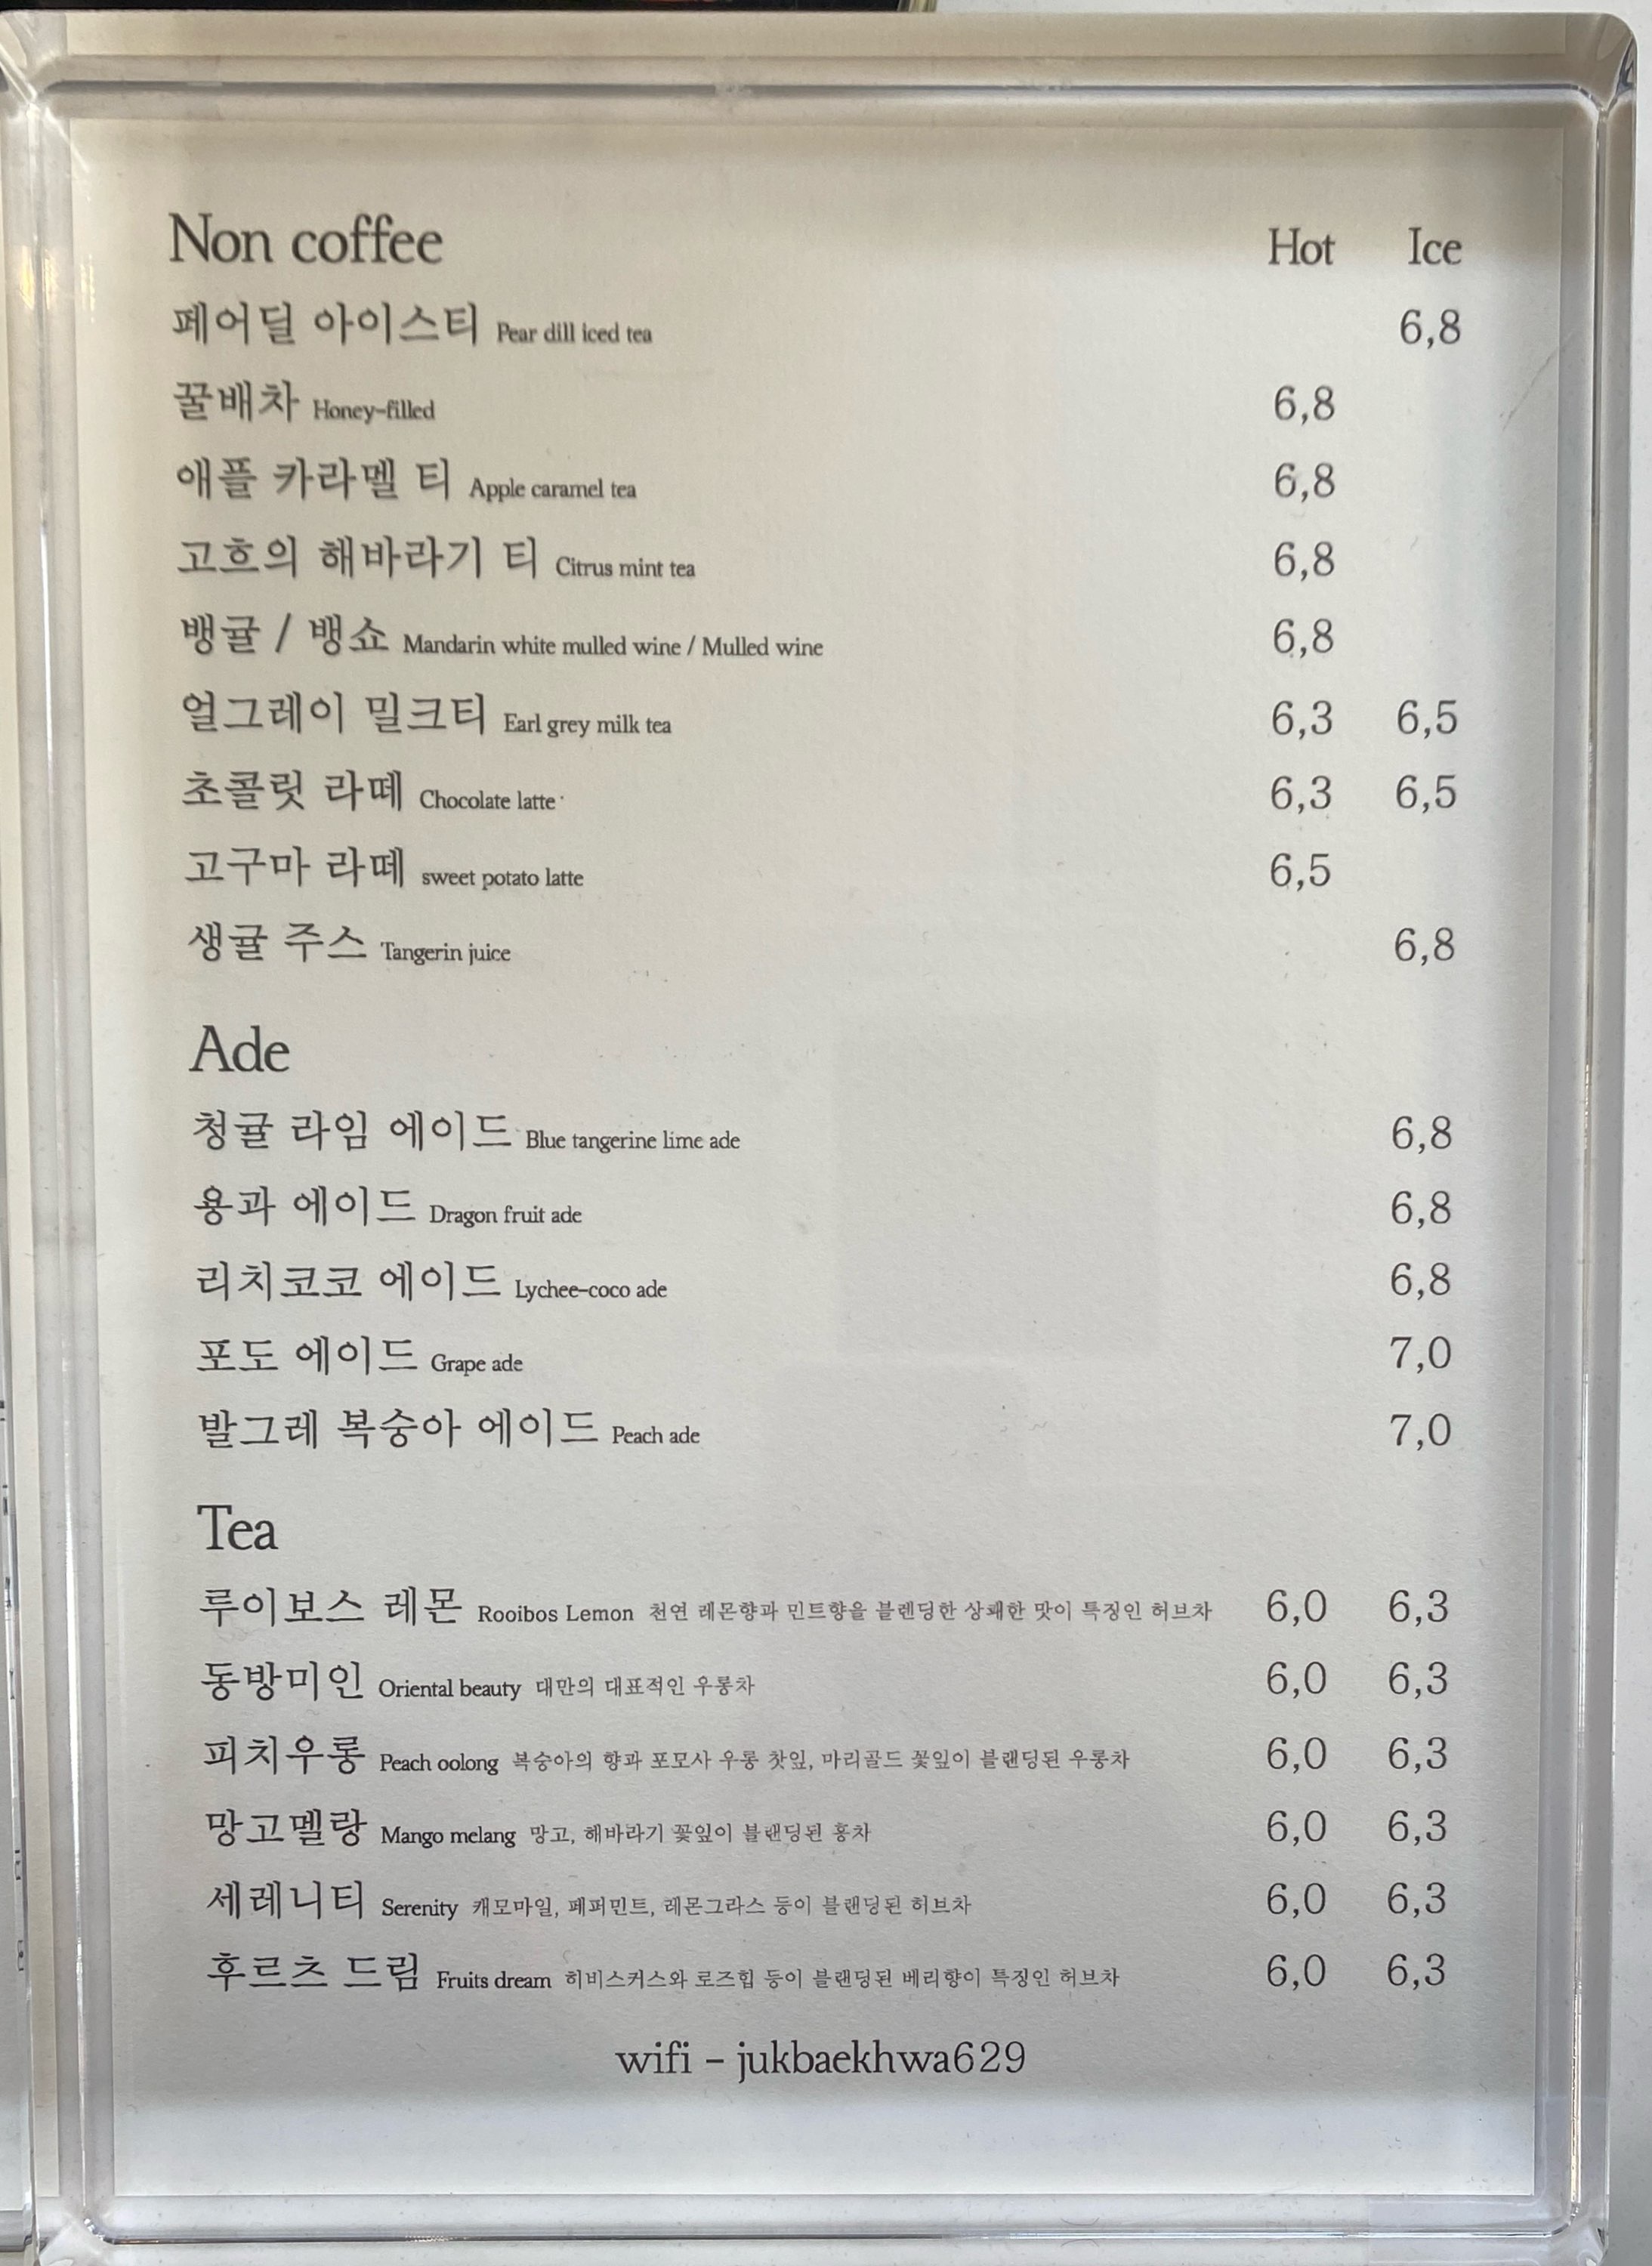 Non coffee Hot Ice
페어딜 아이스티 Pear dill iced tea 6,8
꿀배차 Honey-filled 6,8
애플 카라멜 티 Apple caramel tea 6,8
고흐의 해바라기 티 Citrus mint tea 6,8
뱅귤 / 뱅쇼 Mandarin white mulled wine / Mulled wine 6,8
얼그레이 밀크티 Earl grey milk tea 6,3 6,5
초콜릿 라떼 Chocolate latte 6,3 6,5
고구마 라떼 sweet potato latte 6,5
생귤 주스 Tangerin juice 6,8
Ade
청귤 라임 에이드 Blue tangerine lime ade 6,8
용과 에이드 Dragon fruit ade 6,8
리치코코 에이드 Lychee-coco ade 6,8
포도 에이드 Grape ade 7,0
발그레 복숭아 에이드 Peach ade 7,0
Tea
루이보스 레몬 Rooibos Lemon 천연 레몬향과 민트향을 블렌딩한 상쾌한 맛이 특징인 허브차 6,0 6,3
동방미인 Oriental beauty 대만의 대표적인 우롱차 6,0 6,3
피치우롱 Peach oolong 복숭아의 향과 포모사 우롱 찻잎, 마리골드 꽃잎이 블랜딩된 우롱차 6,0 6,3
망고멜랑 Mango melang 망고, 해바라기 꽃잎이 블랜딩된 홍차 6,0 6,3
세레니티 Serenity 캐모마일, 페퍼민트, 레몬그라스 등이 블랜딩된 허브차 6,0 6,3
후르츠 드림 Fruits dream 히비스커스와 로즈힙 등이 블랜딩된 베리향이 특징인 허브차 6,0 6,3
wifi - jukbaekhwa629